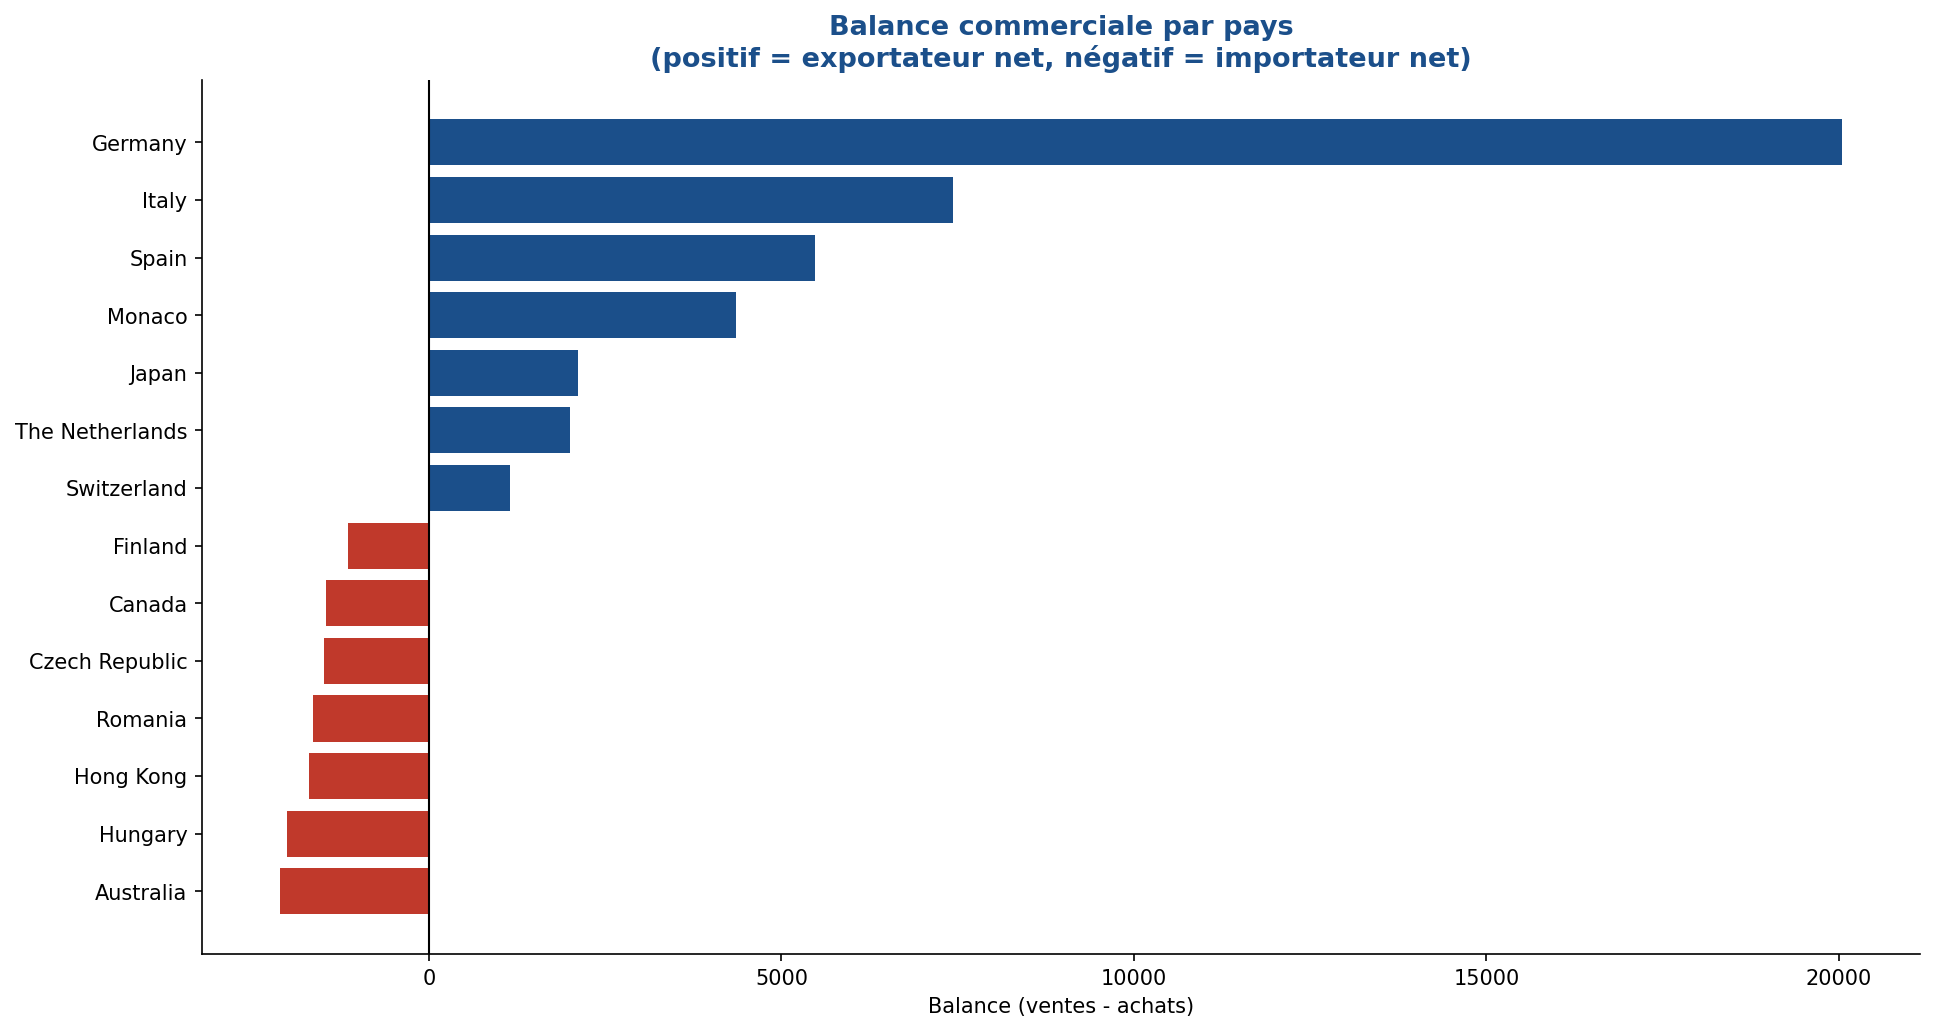 Balance commerciale par pays
(positif = exportateur net, négatif = importateur net)
Germany
Italy
Spain
Monaco
Japan
The Netherlands
Switzerland
Finland
Canada
Czech Republic
Romania
Hong Kong
Hungary
Australia
0 5000 10000 15000 20000
Balance (ventes - achats)